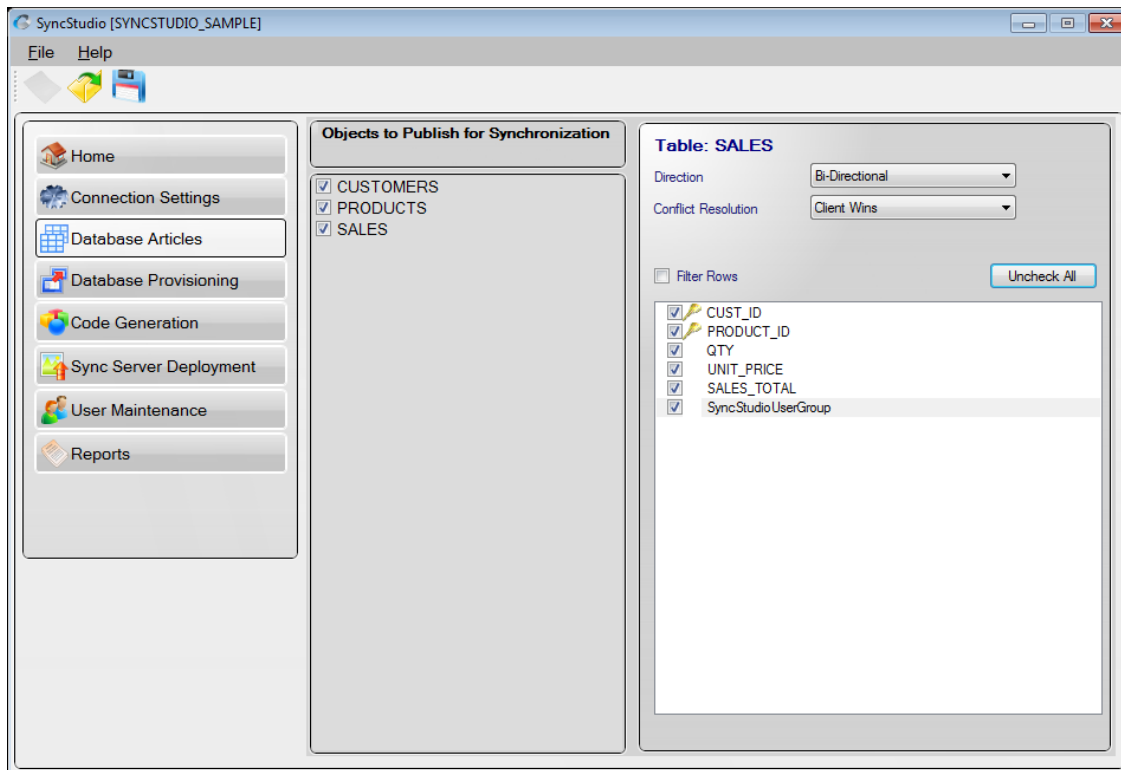 SyncStudio [SYNCSTUDIO_SAMPLE]
File Help
Home
Connection Settings
Database Articles
Database Provisioning
Code Generation
Sync Server Deployment
User Maintenance
Reports
Objects to Publish for Synchronization
CUSTOMERS
PRODUCTS
SALES
Table: SALES
Direction Bi-Directional
Conflict Resolution Client Wins
Filter Rows Uncheck All
CUST_ID
PRODUCT_ID
QTY
UNIT_PRICE
SALES_TOTAL
SyncStudioUserGroup